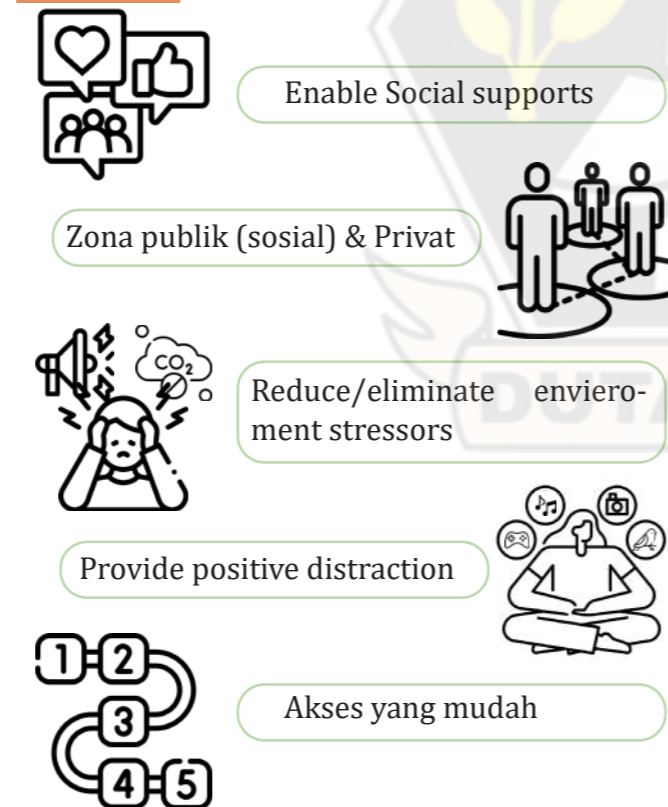 Enable Social supports
Zona publik (sosial) & Privat
CO2
Reduce/eliminate enviero-
ment stressors
Provide positive distraction
1 2
3
4 5
Akses yang mudah
DUTA